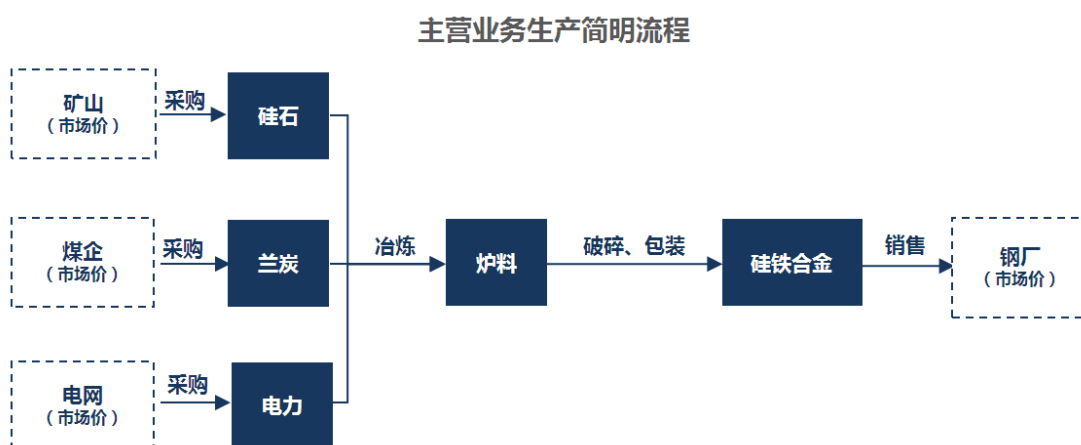 主营业务生产简明流程
矿山
（市场价）
采购
硅石
煤企
（市场价）
采购
兰炭
冶炼
炉料
破碎、包装
硅铁合金
销售
钢厂
（市场价）
电网
（市场价）
采购
电力